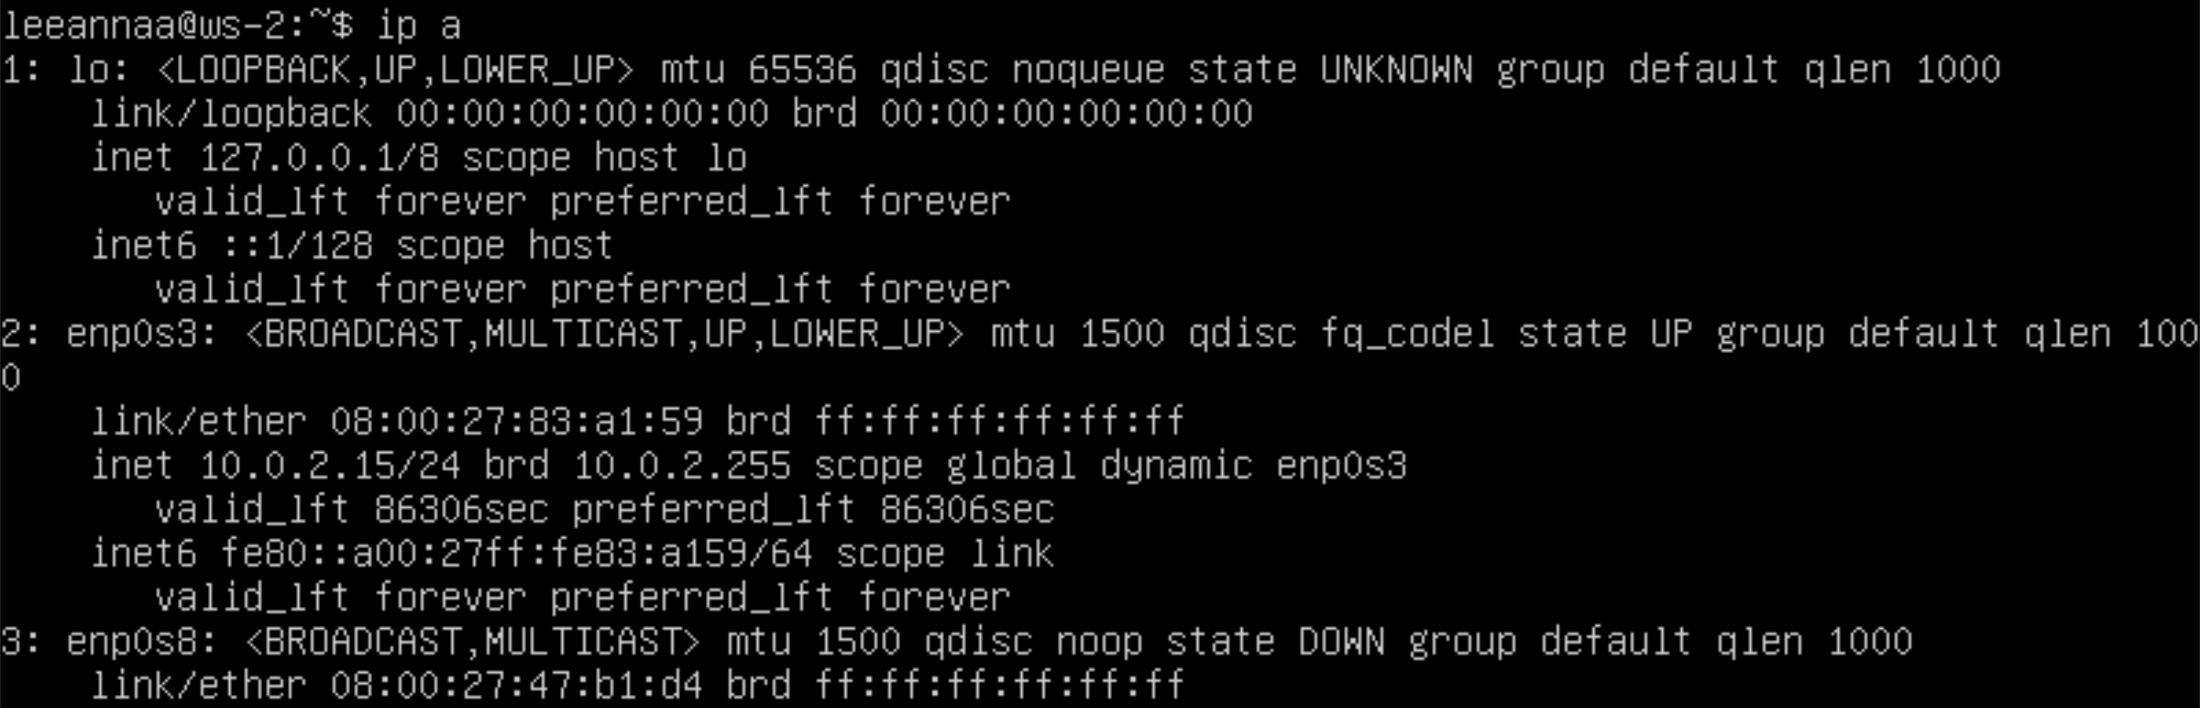 leeannaa@ws-2:~$ ip a
1: lo: <LOOPBACK,UP,LOWER_UP> mtu 65536 qdisc noqueue state UNKNOWN group default qlen 1000
    link/loopback 00:00:00:00:00:00 brd 00:00:00:00:00:00
    inet 127.0.0.1/8 scope host lo
       valid_lft forever preferred_lft forever
    inet6 ::1/128 scope host
       valid_lft forever preferred_lft forever
2: enp0s3: <BROADCAST,MULTICAST,UP,LOWER_UP> mtu 1500 qdisc fq_codel state UP group default qlen 100
0
    link/ether 08:00:27:83:a1:59 brd ff:ff:ff:ff:ff:ff
    inet 10.0.2.15/24 brd 10.0.2.255 scope global dynamic enp0s3
       valid_lft 86306sec preferred_lft 86306sec
    inet6 fe80::a00:27ff:fe83:a159/64 scope link
       valid_lft forever preferred_lft forever
3: enp0s8: <BROADCAST,MULTICAST> mtu 1500 qdisc noop state DOWN group default qlen 1000
    link/ether 08:00:27:47:b1:d4 brd ff:ff:ff:ff:ff:ff